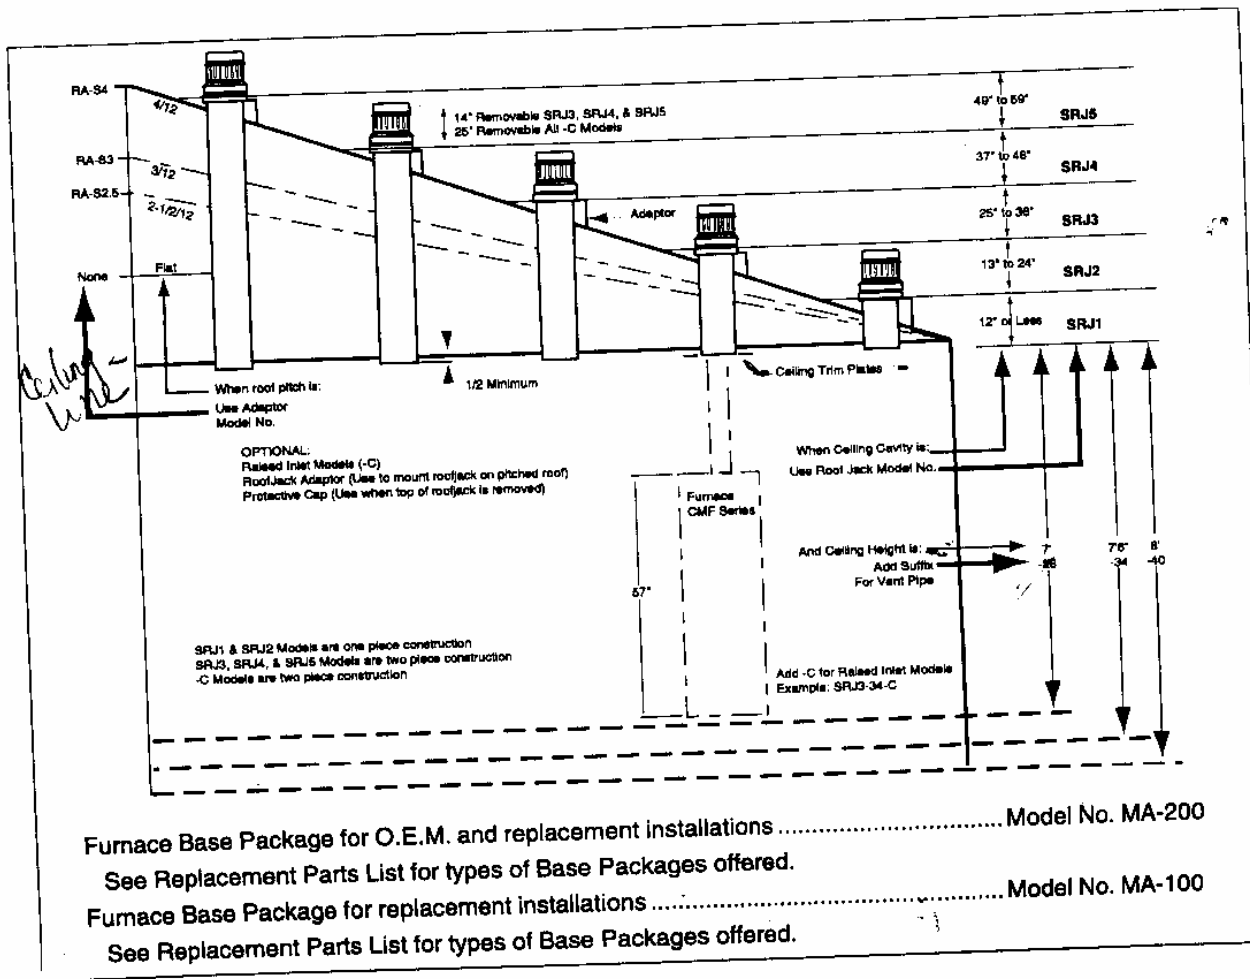 RA-S4
4/12
14" Removable SRJ3, SRJ4, & SRJ5
25" Removable All -C Models
49" to 59"
SRJ5
RA-S3
3/12
37" to 48"
SRJ4
RA-S2.5
2-1/2/12
Adaptor
25" to 36"
SRJ3
None
Flat
13" to 24"
SRJ2
12" or Less
SRJ1
Ceiling
Line
When roof pitch is:
Use Adaptor
Model No.
1/2 Minimum
Ceiling Trim Plates
OPTIONAL:
Raised Inlet Models (-C)
RoofJack Adaptor (Use to mount roofjack on pitched roof)
Protective Cap (Use when top of roofjack is removed)
When Ceiling Cavity is:
Use Roof Jack Model No.
Furnace
CMF Series
And Ceiling Height is:
Add Suffix
For Vent Pipe
7'
7'6"
-34
8'
-40
57"
SRJ1 & SRJ2 Models are one piece construction
SRJ3, SRJ4, & SRJ5 Models are two piece construction
-C Models are two piece construction
Add -C for Raised Inlet Models
Example: SRJ3-34-C
Furnace Base Package for O.E.M. and replacement installations ................................. Model No. MA-200
See Replacement Parts List for types of Base Packages offered.
Furnace Base Package for replacement installations .................................................... Model No. MA-100
See Replacement Parts List for types of Base Packages offered.